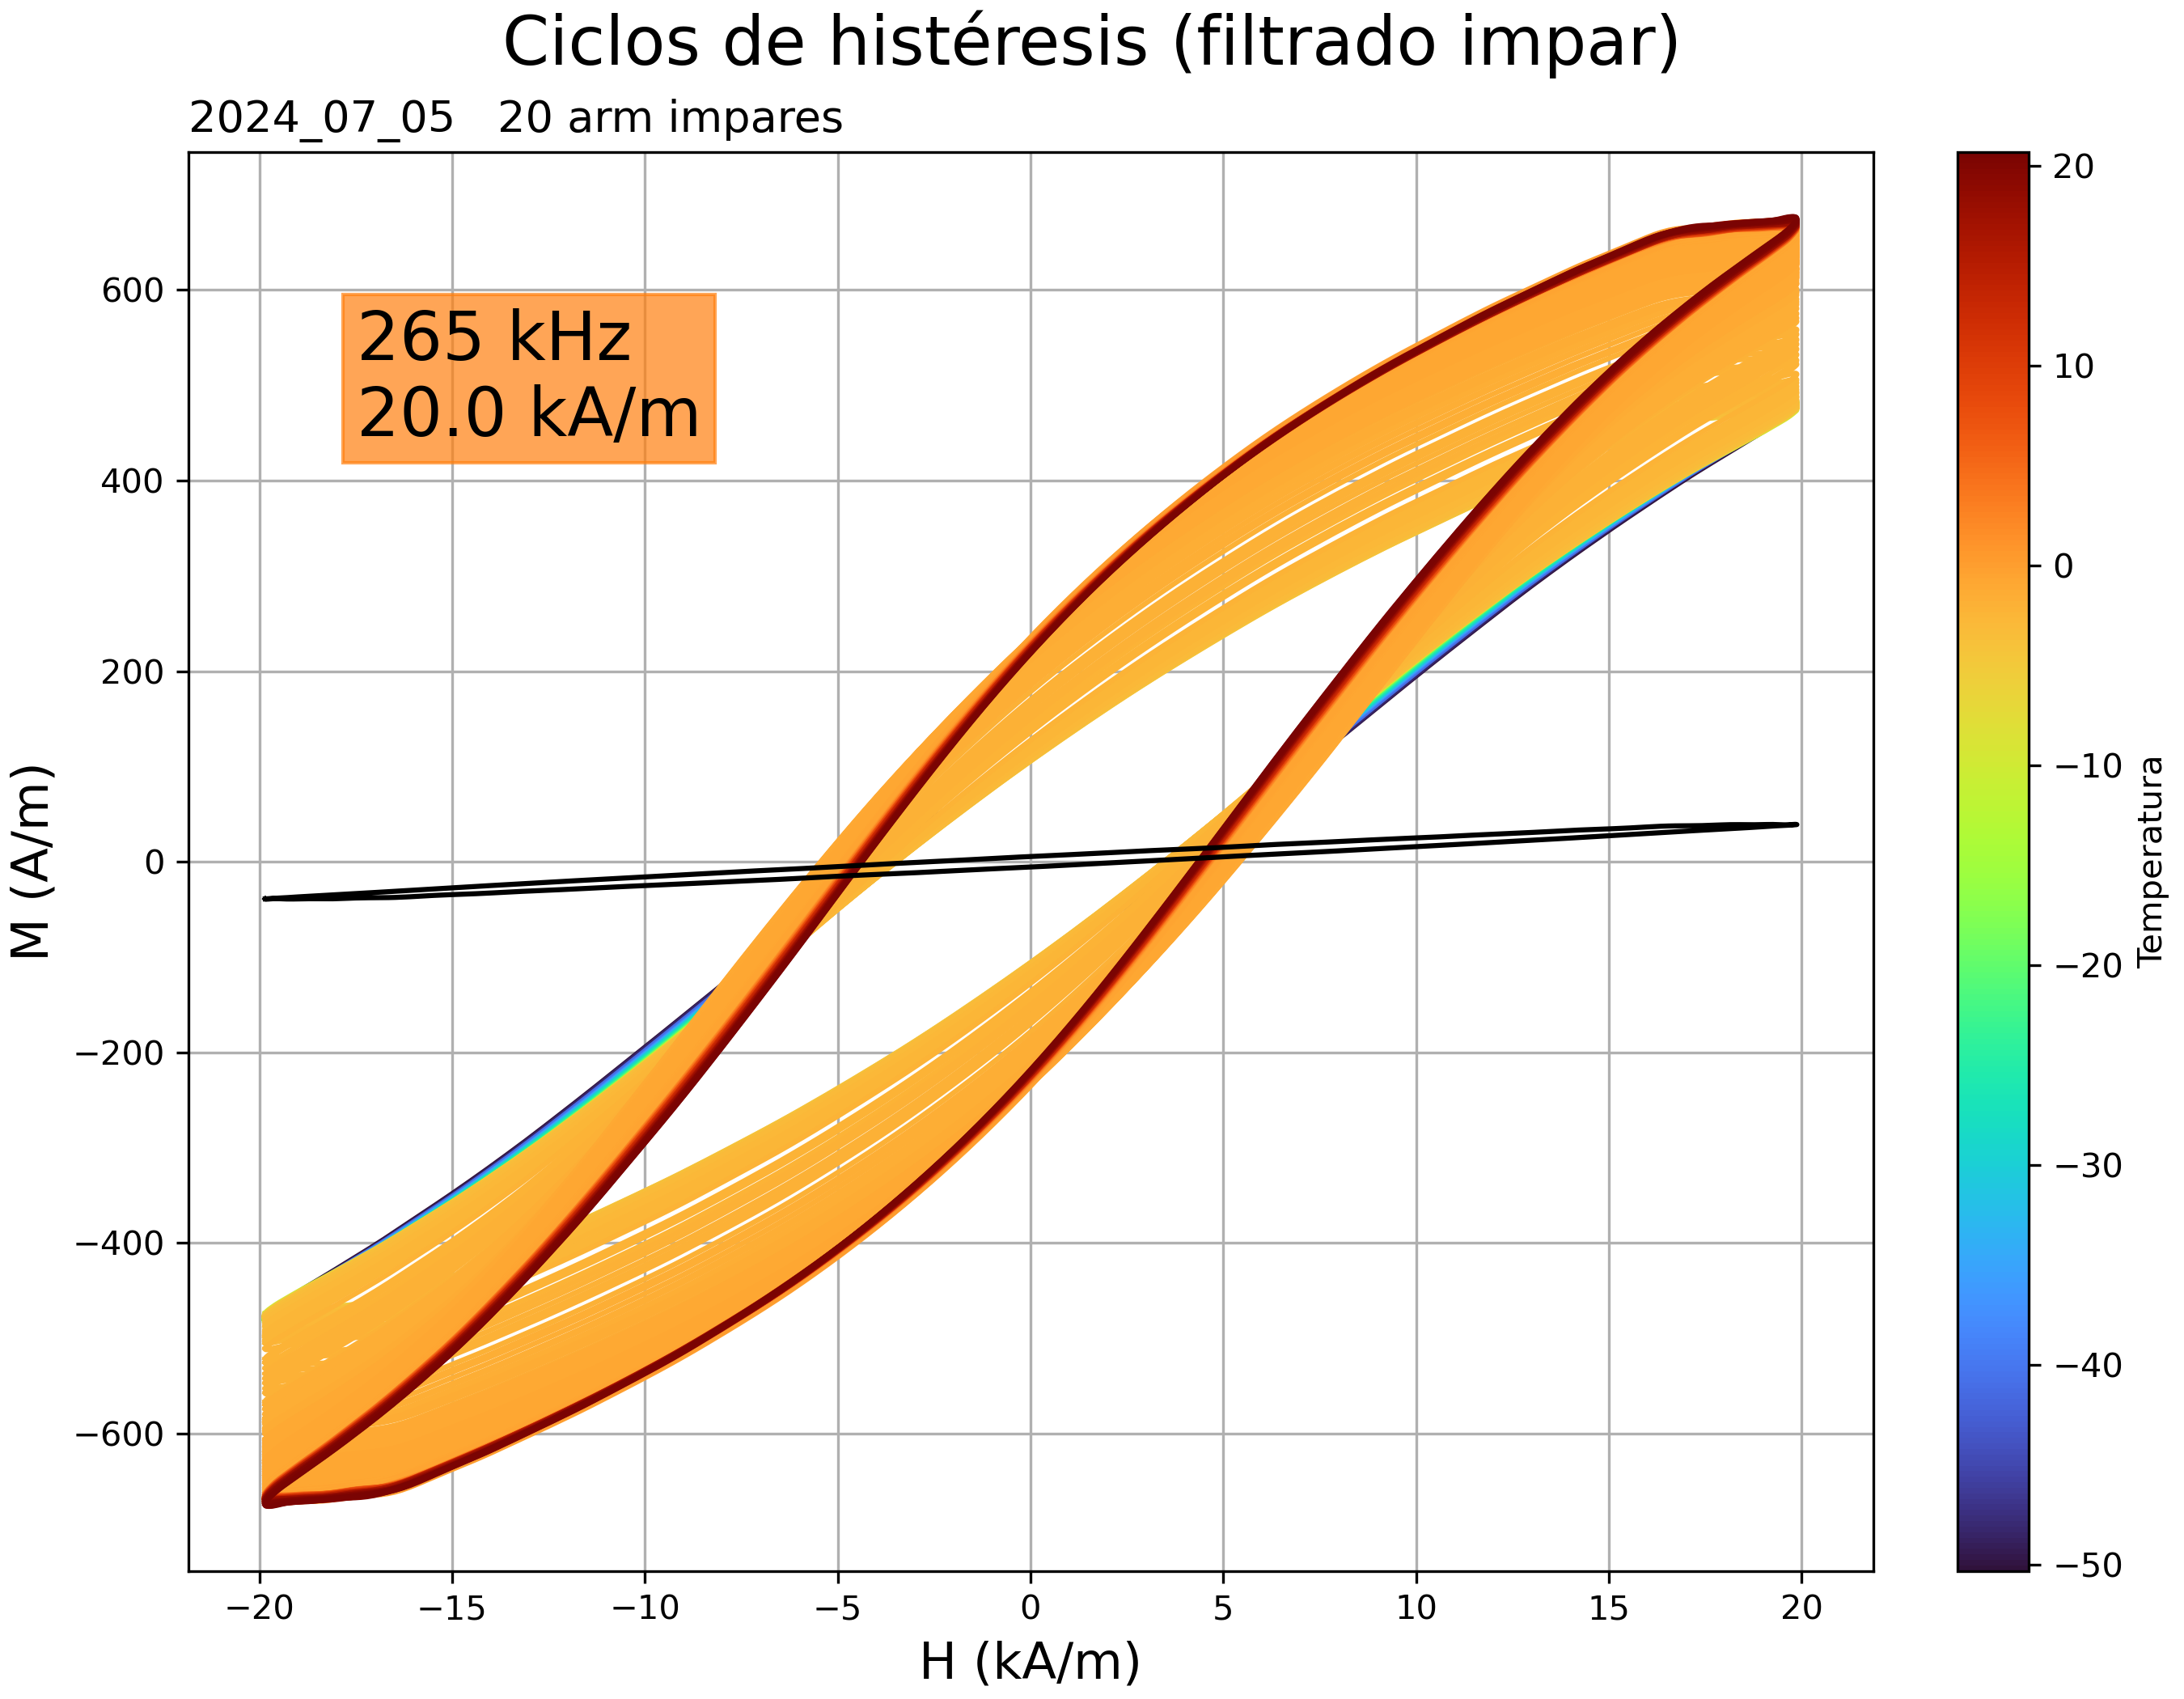 Ciclos de histéresis (filtrado impar)
2024_07_05   20 arm impares
265 kHz
20.0 kA/m
M (A/m)
600
400
200
0
−200
−400
−600
−20 −15 −10 −5 0 5 10 15 20
H (kA/m)
20
10
0
−10
−20
−30
−40
−50
Temperatura